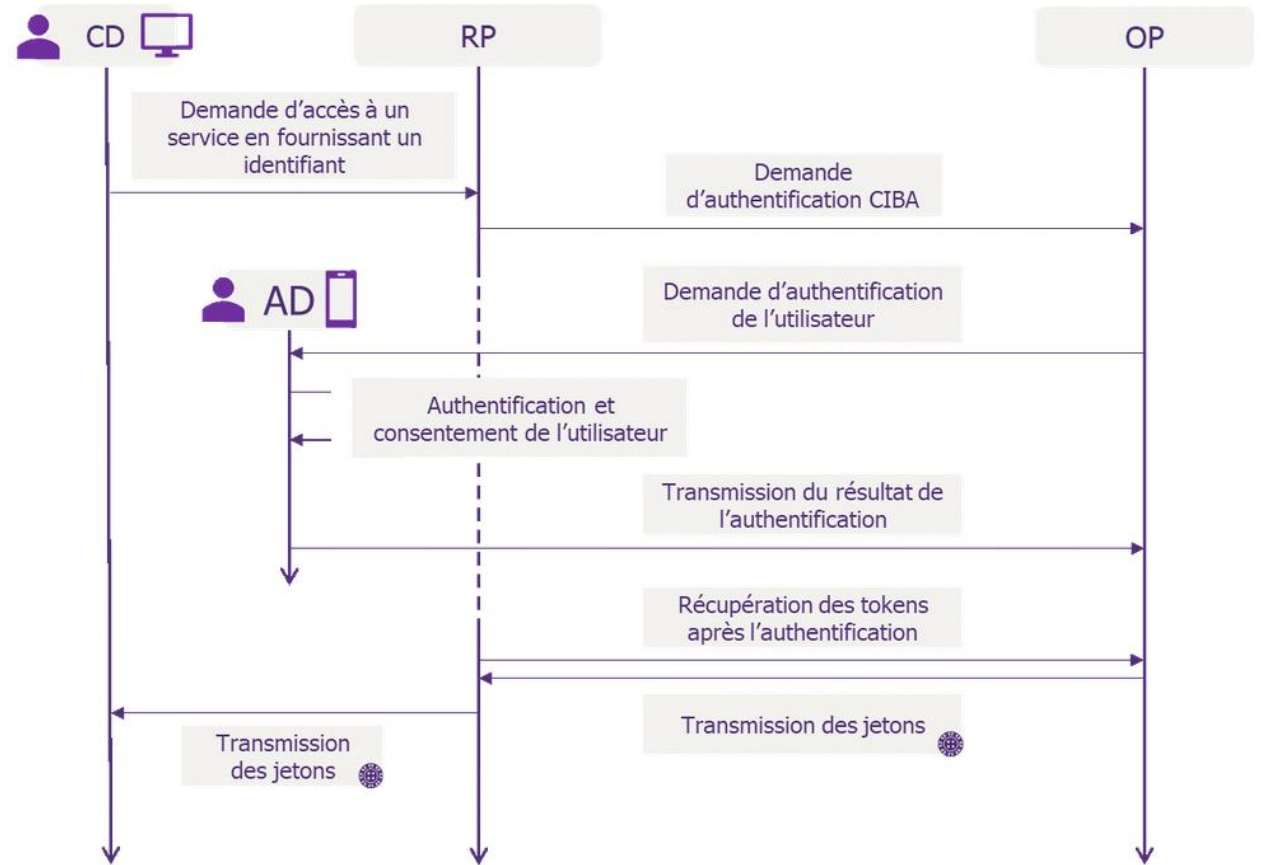 CD
RP
OP
Demande d'accès à un
service en fournissant un
identifiant
Demande
d'authentification CIBA
AD
Demande d'authentification
de l'utilisateur
Authentification et
consentement de l'utilisateur
Transmission du résultat de
l'authentification
Récupération des tokens
après l'authentification
Transmission des jetons
Transmission
des jetons